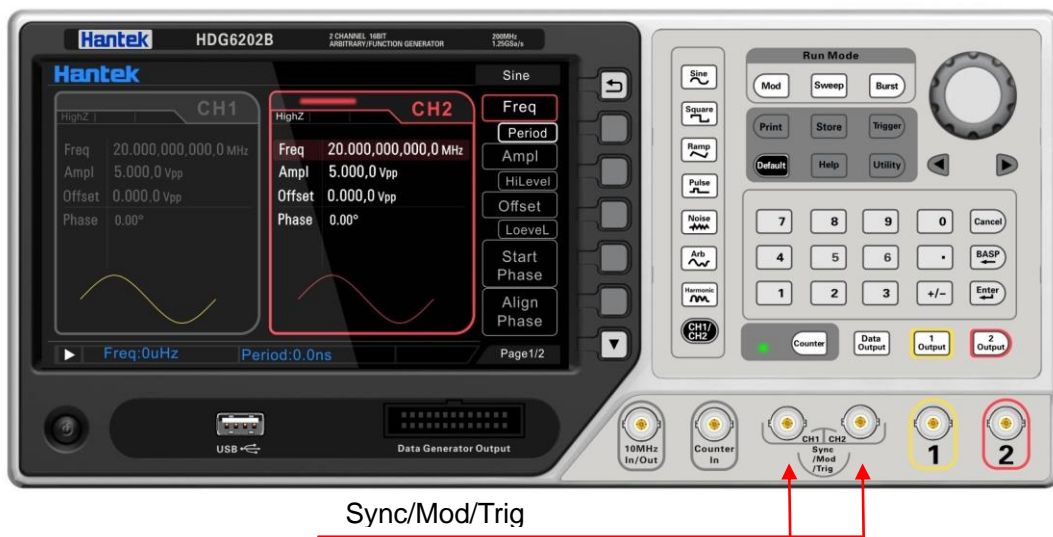 Hantek HDG6202B 2 CHANNEL 16BIT ARBITRARY/FUNCTION GENERATOR 200MHz 1.25GSa/s
Hantek
Sine
CH1
HighZ
Freq 20.000,000,000,0 MHz
Ampl 5.000,0 Vpp
Offset 0.000,0 Vpp
Phase 0.00°
CH2
HighZ
Freq 20.000,000,000,0 MHz
Ampl 5.000,0 Vpp
Offset 0.000,0 Vpp
Phase 0.00°
Freq
Period
Ampl
HiLevel
Offset
LoeveL
Start
Phase
Align
Phase
Freq:0uHz Period:0.0ns Page1/2
Sine
Square
Ramp
Pulse
Noise
Arb
Harmonic
CH1/
CH2
Run Mode
Mod Sweep Burst
Print Store Trigger
Default Help Utility
7 8 9 0 Cancel
4 5 6 . BASP
1 2 3 +/- Enter
Counter
Data
Output
1
Output
2
Output
USB
Data Generator Output
10MHz
In/Out
Counter
In
CH1 CH2
Sync
/Mod
/Trig
1
2
Sync/Mod/Trig